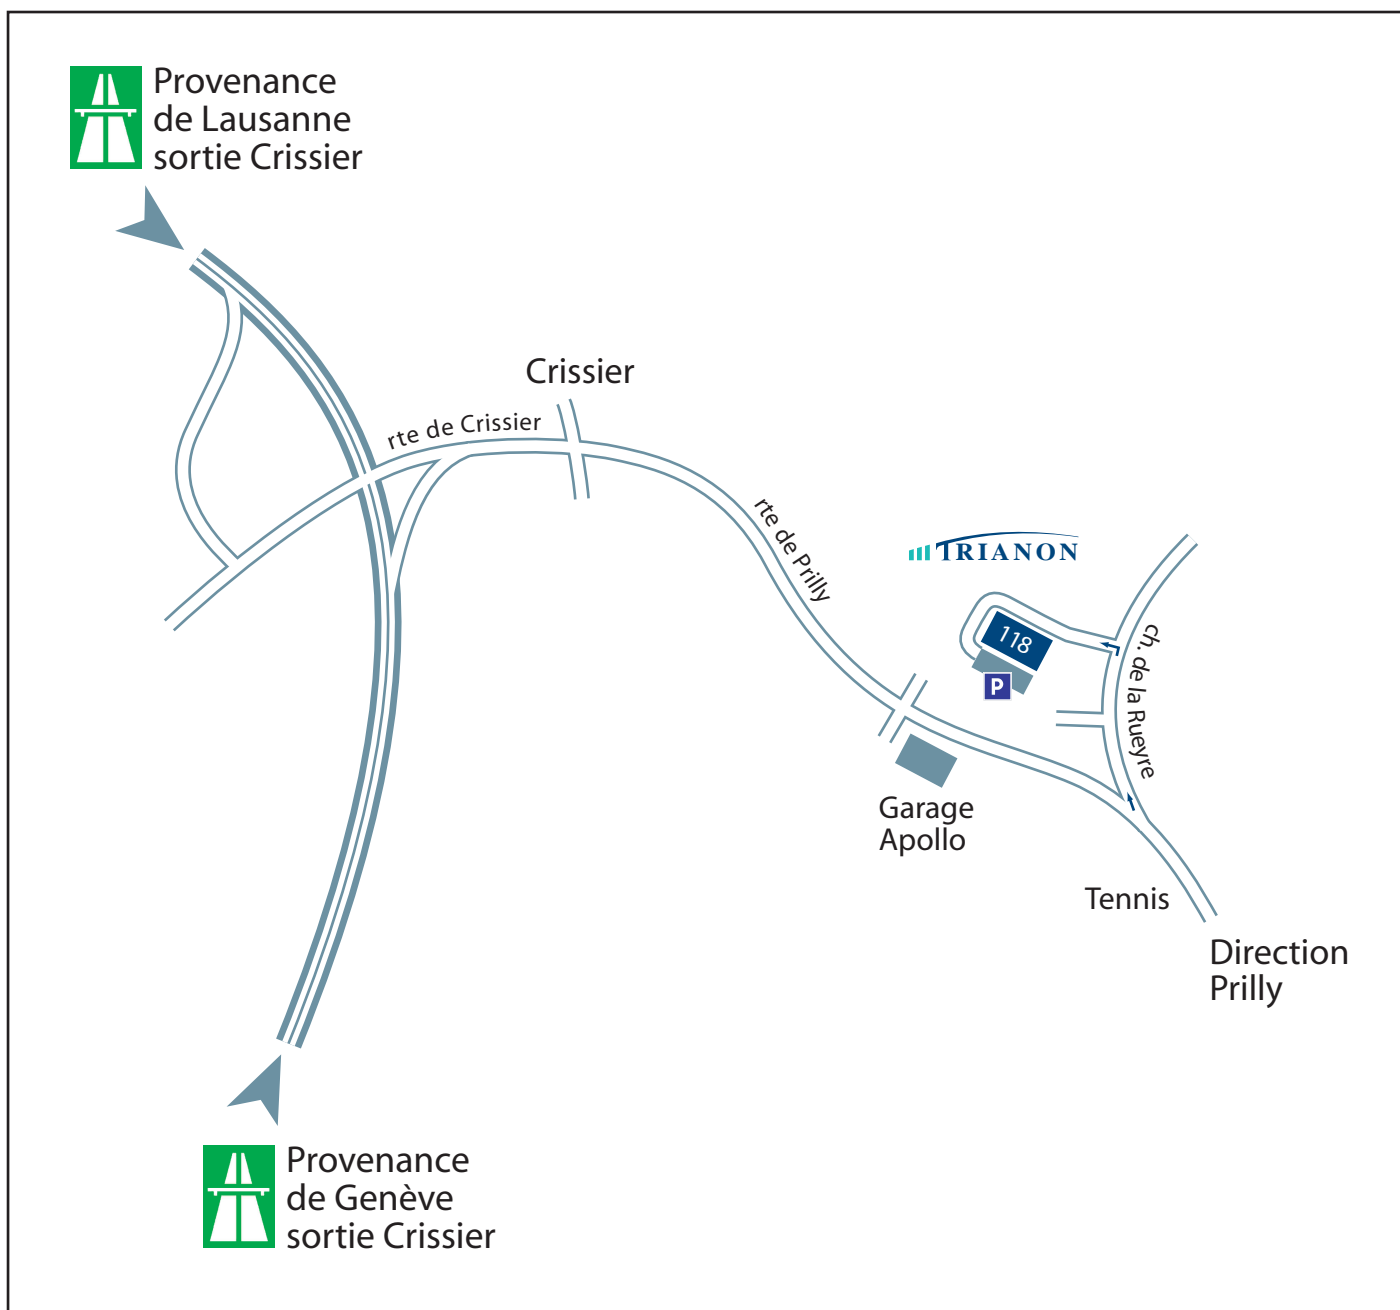 Provenance
de Lausanne
sortie Crissier
Crissier
rte de Crissier
rte de Prilly
TRIANON
118
P
ch. de la Rueyre
Garage
Apollo
Tennis
Direction
Prilly
Provenance
de Genève
sortie Crissier